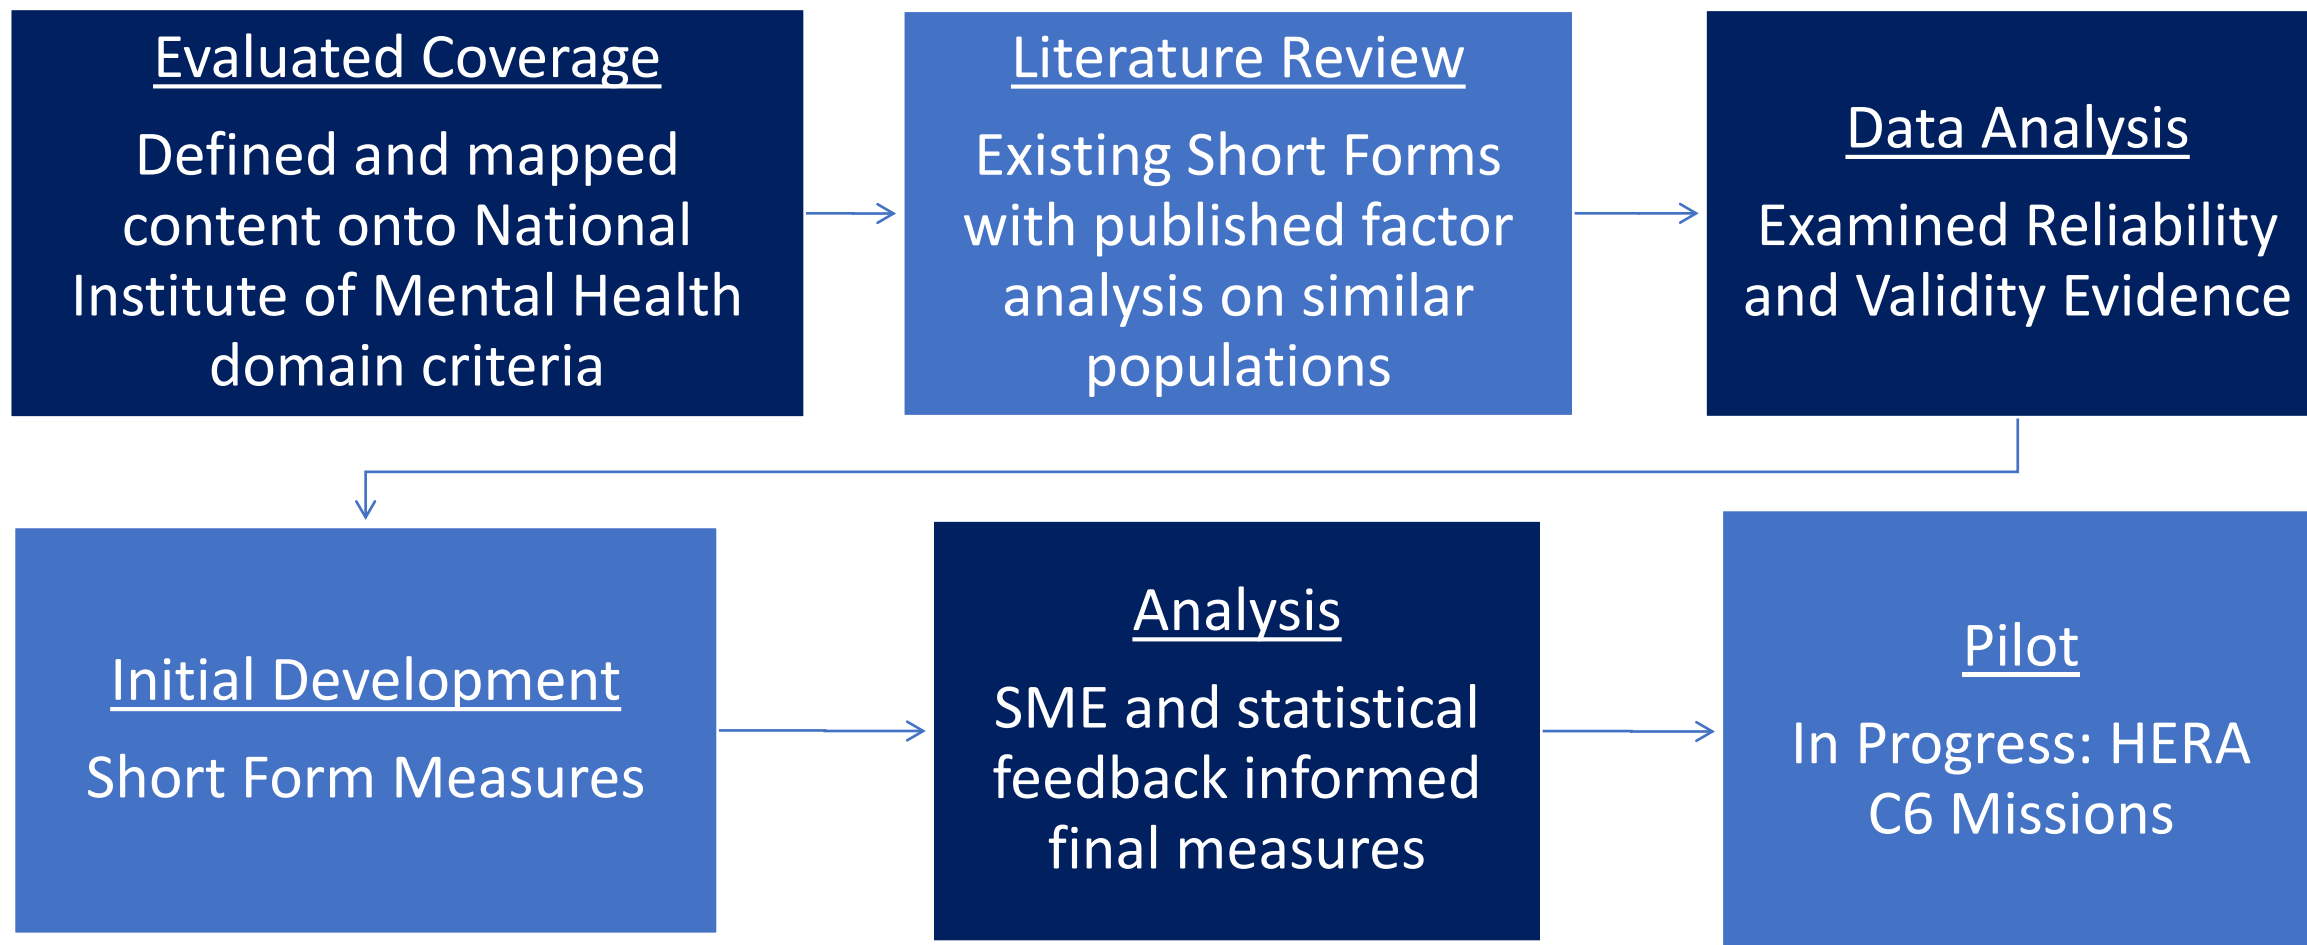 Evaluated Coverage
Defined and mapped
content onto National
Institute of Mental Health
domain criteria
Literature Review
Existing Short Forms
with published factor
analysis on similar
populations
Data Analysis
Examined Reliability
and Validity Evidence
Initial Development
Short Form Measures
Analysis
SME and statistical
feedback informed
final measures
Pilot
In Progress: HERA
C6 Missions